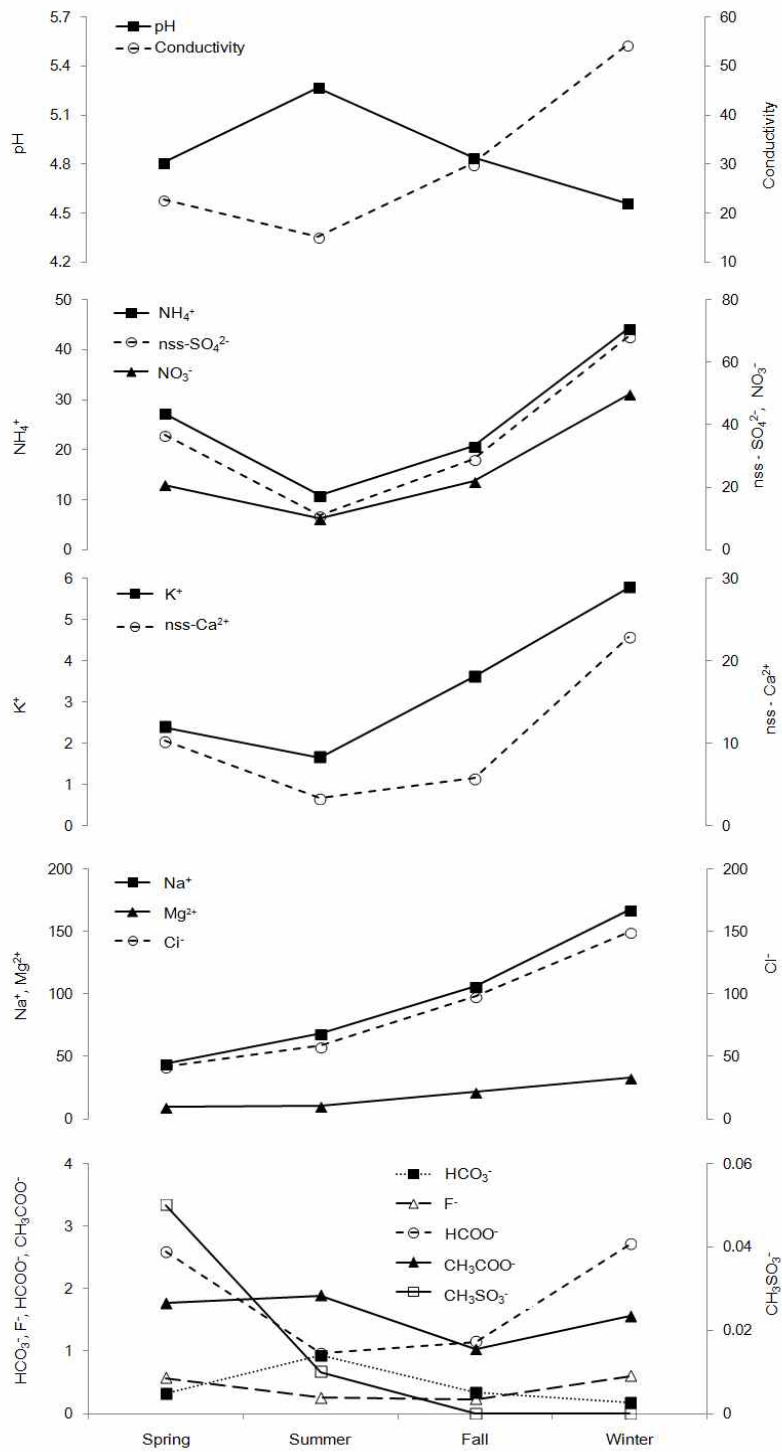 pH
Conductivity
5.7
5.4
5.1
4.8
4.5
4.2
pH
60
50
40
30
20
10
Conductivity
NH₄⁺
nss-SO₄²⁻
NO₃⁻
50
40
30
20
10
0
NH₄⁺
80
60
40
20
0
nss - SO₄²⁻, NO₃⁻
K⁺
nss-Ca²⁺
6
5
4
3
2
1
0
K⁺
30
20
10
0
nss - Ca²⁺
Na⁺
Mg²⁺
Ci⁻
200
150
100
50
0
Na⁺, Mg²⁺
200
150
100
50
0
Cl⁻
HCO₃⁻
F⁻
HCOO⁻
CH₃COO⁻
CH₃SO₃⁻
4
3
2
1
0
HCO₃⁻, F⁻, HCOO⁻, CH₃COO⁻
0.06
0.04
0.02
0
CH₃SO₃⁻
Spring Summer Fall Winter